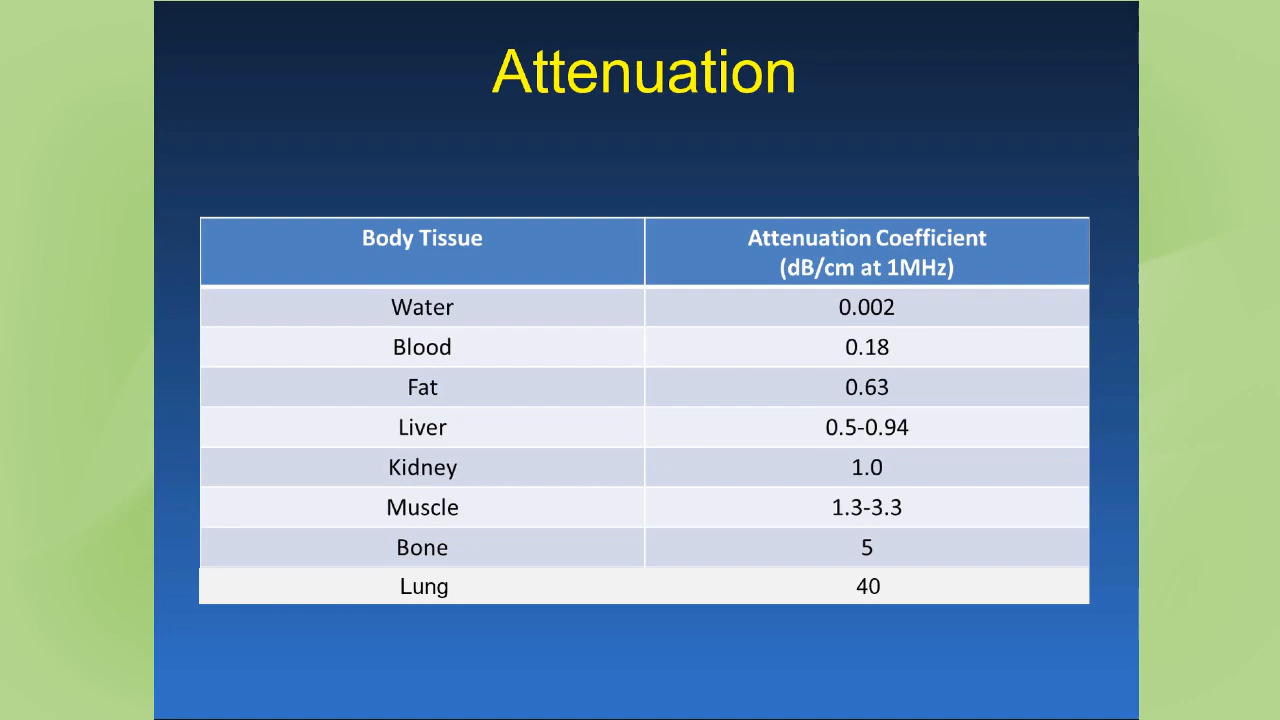 Attenuation
Body Tissue
Attenuation Coefficient
(dB/cm at 1MHz)
Water 0.002
Blood 0.18
Fat 0.63
Liver 0.5-0.94
Kidney 1.0
Muscle 1.3-3.3
Bone 5
Lung 40